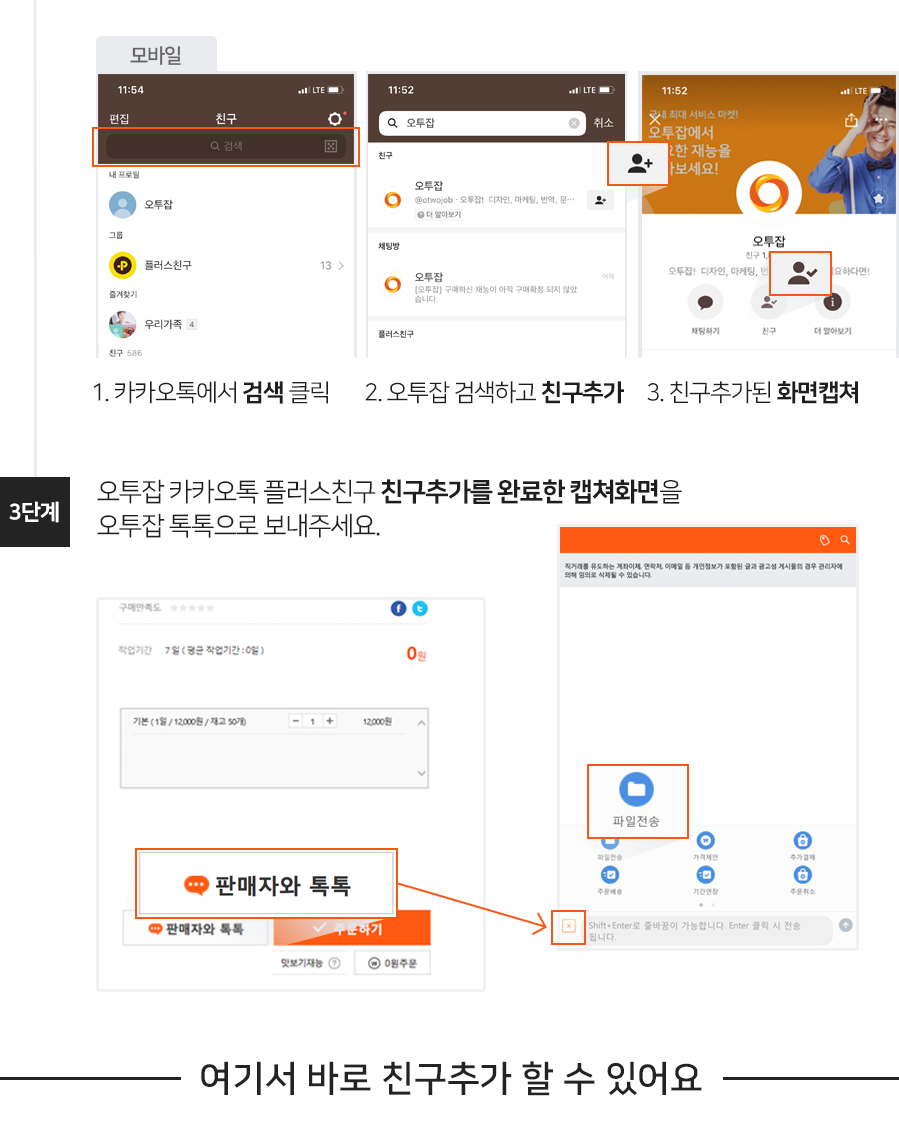 모바일
11:54
LTE
편집
친구
검색
내 프로필
오투잡
그룹
플러스친구
13
즐겨찾기
우리가족 4
친구 586
11:52
LTE
오투잡
취소
친구
오투잡
@otwojob · 오투잡! 디자인, 마케팅, 번역, 문…
더 알아보기
채팅방
오투잡
어제
[오투잡] 구매하신 재능이 아직 구매확정 되지 않았
습니다.
플러스친구
11:52
LTE
최대 서비스 마켓!
오투잡에서
한 재능을
보세요!
오투잡
친구 1,
오투잡! 디자인, 마케팅,
하다면!
채팅하기
친구
더 알아보기
1. 카카오톡에서 검색 클릭
2. 오투잡 검색하고 친구추가
3. 친구추가된 화면캡쳐
3단계
오투잡 카카오톡 플러스친구 친구추가를 완료한 캡쳐화면을
오투잡 톡톡으로 보내주세요.
직거래를 유도하는 계좌이체, 연락처, 이메일 등 개인정보가 포함된 글과 광고성 게시물의 경우 관리자에
의해 임의로 삭제될 수 있습니다.
구매만족도
작업기간 7일 ( 평균 작업기간 : 0일 )
0원
기본 ( 1일 / 12,000원 / 재고 50개)
1
12,000원
판매자와 톡톡
판매자와 톡톡
주문하기
맛보기재능
0원주문
파일전송
파일전송
가격제안
추가결제
주문배송
기간연장
주문취소
Shift+Enter로 줄바꿈이 가능합니다. Enter 클릭 시 전송
됩니다.
여기서 바로 친구추가 할 수 있어요